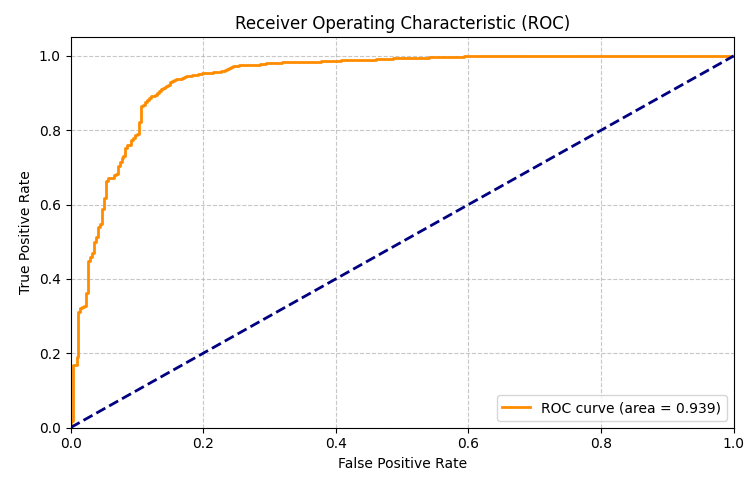 Receiver Operating Characteristic (ROC)
1.0
0.8
0.6
0.4
0.2
0.0
True Positive Rate
ROC curve (area = 0.939)
0.0 0.2 0.4 0.6 0.8 1.0
False Positive Rate